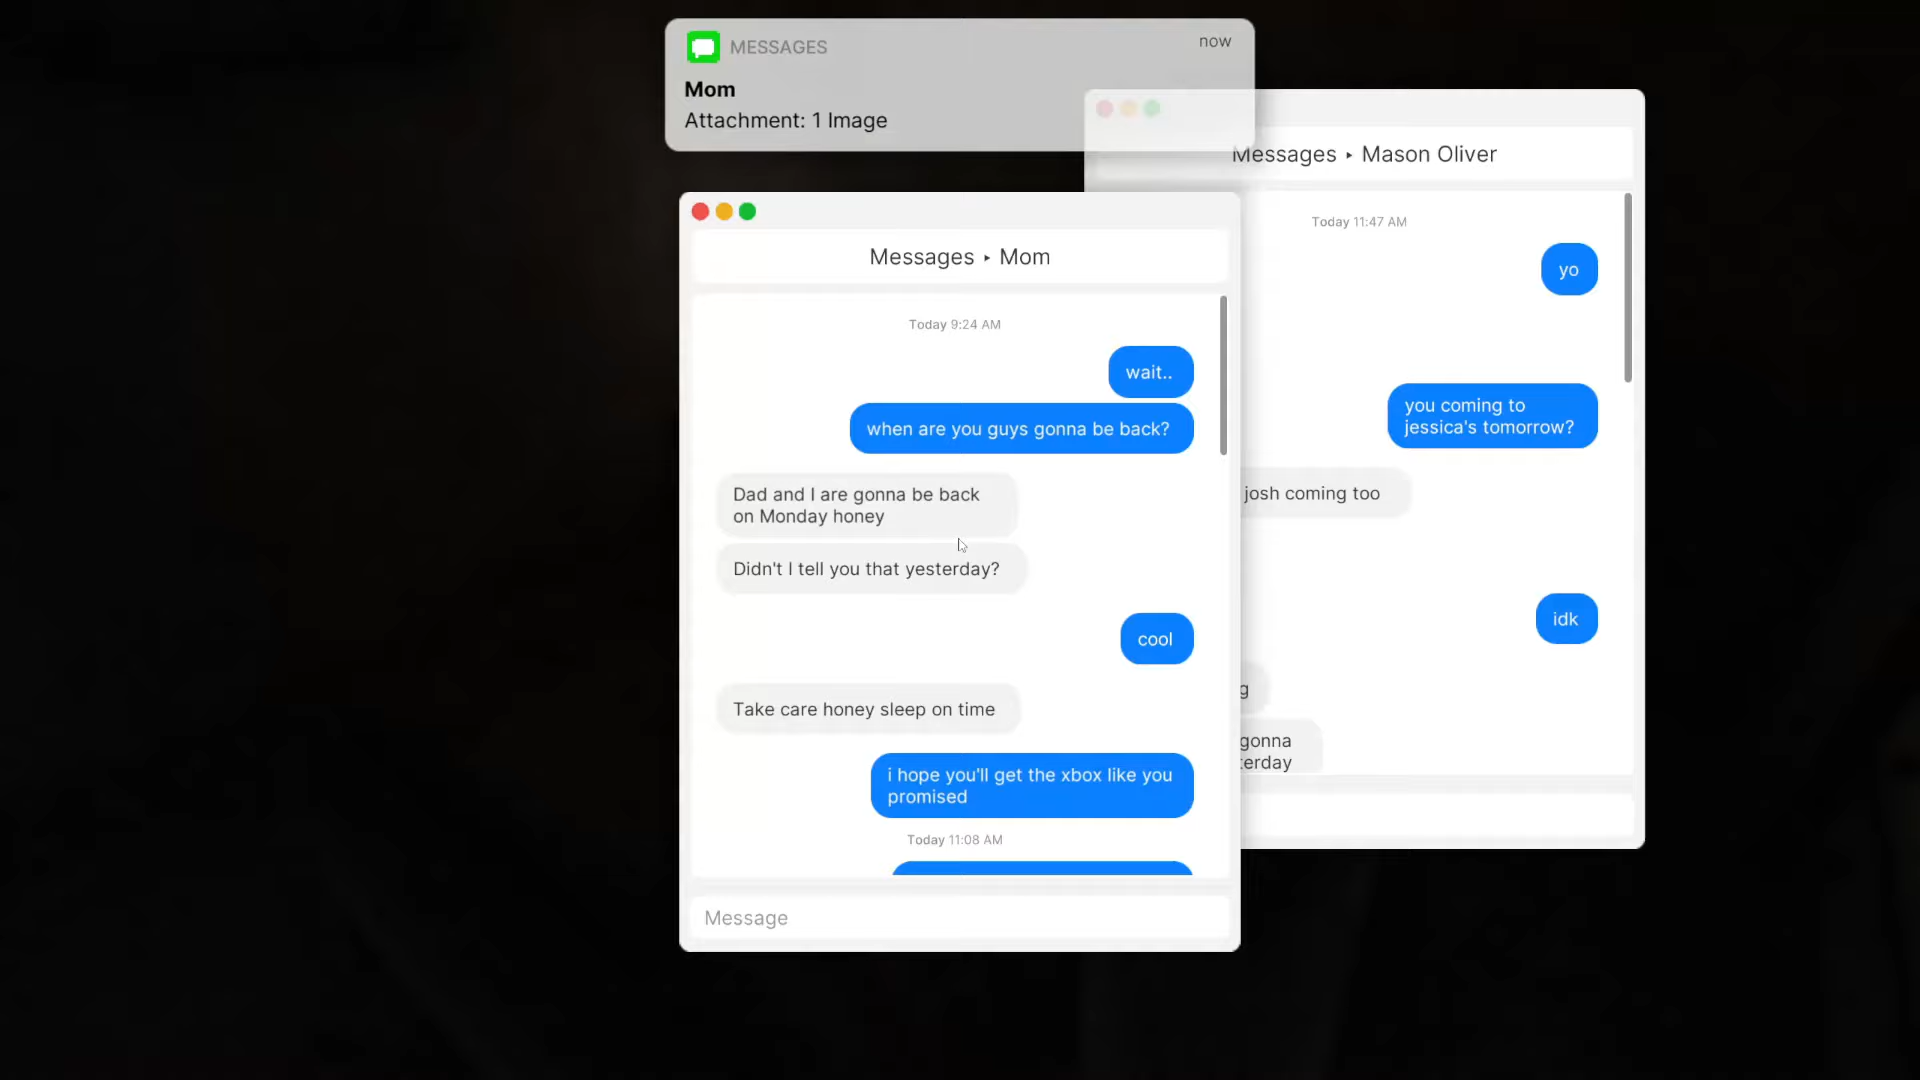 MESSAGES
now
Mom
Attachment: 1 Image
Messages ‣ Mason Oliver
Today 11:47 AM
yo
you coming to
jessica's tomorrow?
josh coming too
idk
g
gonna
terday
Messages ‣ Mom
Today 9:24 AM
wait..
when are you guys gonna be back?
Dad and I are gonna be back
on Monday honey
Didn't I tell you that yesterday?
cool
Take care honey sleep on time
i hope you'll get the xbox like you
promised
Today 11:08 AM
Message